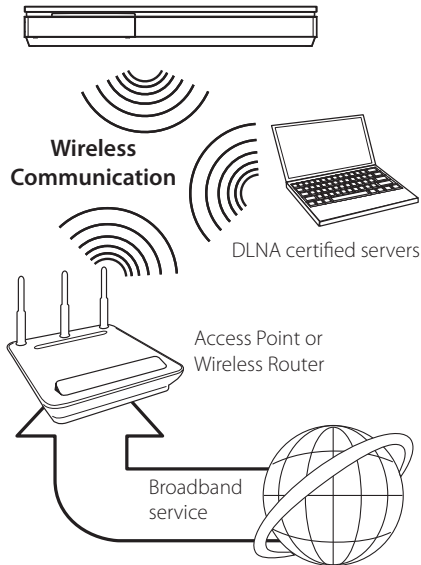 Wireless
Communication
DLNA certified servers
Access Point or
Wireless Router
Broadband
service